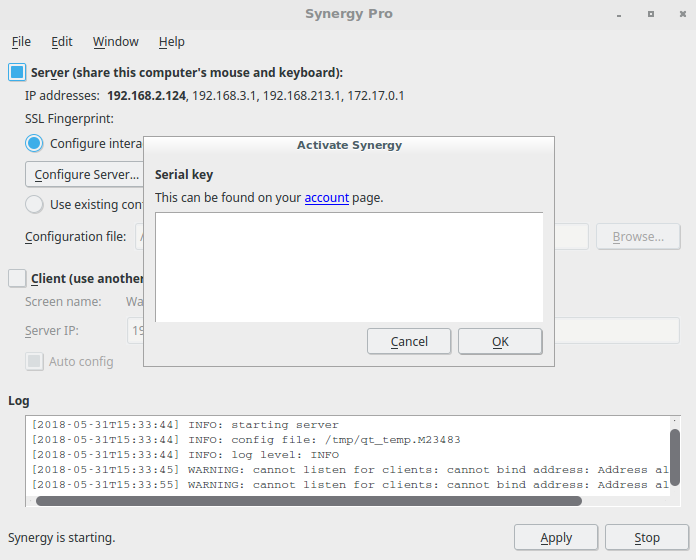 Synergy Pro
File Edit Window Help
Server (share this computer's mouse and keyboard):
IP addresses: 192.168.2.124, 192.168.3.1, 192.168.213.1, 172.17.0.1
SSL Fingerprint:
Configure intera
Activate Synergy
Serial key
This can be found on your account page.
Cancel OK
Configure Server...
Use existing con
Configuration file: Browse...
Client (use another
Screen name: Wa
Server IP: 19
Auto config
Log
[2018-05-31T15:33:44] INFO: starting server
[2018-05-31T15:33:44] INFO: config file: /tmp/qt_temp.M23483
[2018-05-31T15:33:44] INFO: log level: INFO
[2018-05-31T15:33:45] WARNING: cannot listen for clients: cannot bind address: Address al
[2018-05-31T15:33:55] WARNING: cannot listen for clients: cannot bind address: Address al
Synergy is starting. Apply Stop